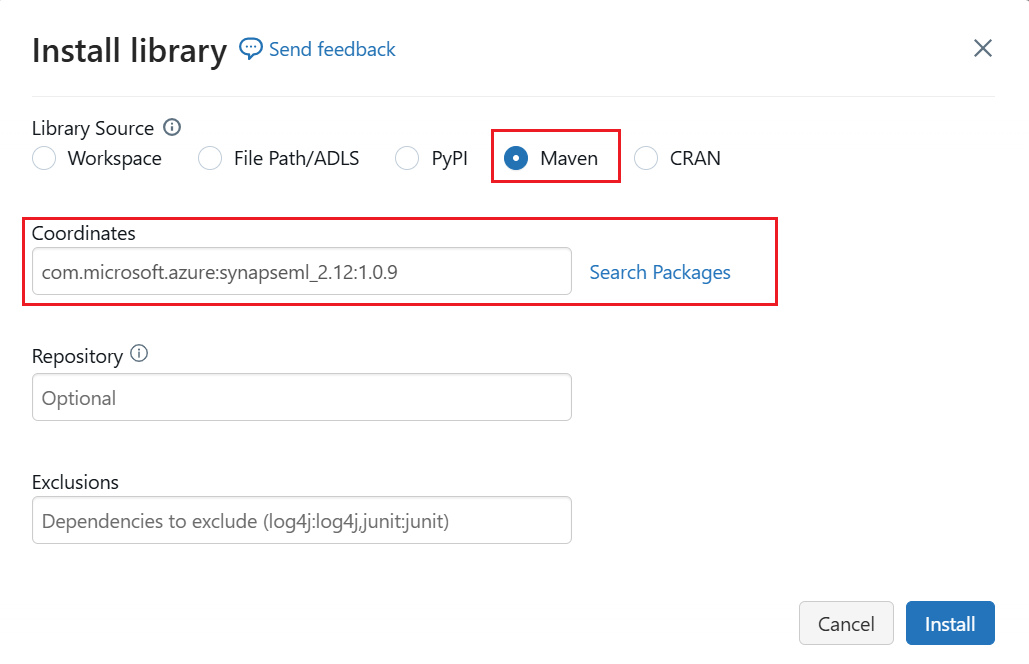 Install library Send feedback
Library Source
Workspace File Path/ADLS PyPI Maven CRAN
Coordinates
com.microsoft.azure:synapseml_2.12:1.0.9 Search Packages
Repository
Optional
Exclusions
Dependencies to exclude (log4j:log4j,junit:junit)
Cancel Install